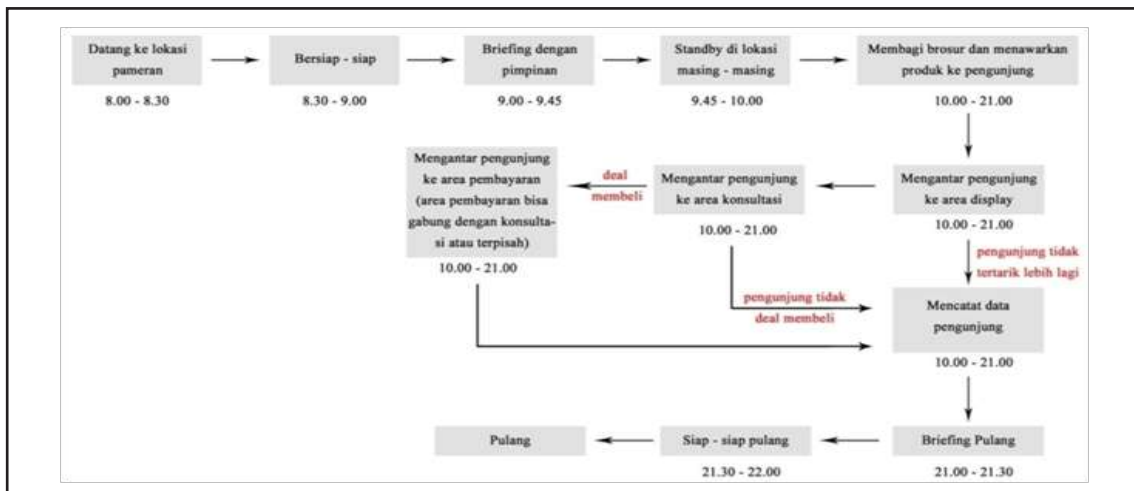 Datang ke lokasi
pameran
8.00 - 8.30
Bersiap - siap
8.30 - 9.00
Briefing dengan
pimpinan
9.00 - 9.45
Standby di lokasi
masing - masing
9.45 - 10.00
Membagi brosur dan menawarkan
produk ke pengunjung
10.00 - 21.00
Mengantar pengunjung
ke area display
10.00 - 21.00
Mengantar pengunjung
ke area konsultasi
10.00 - 21.00
deal
membeli
Mengantar pengunjung
ke area pembayaran
(area pembayaran bisa
gabung dengan konsulta-
si atau terpisah)
10.00 - 21.00
pengunjung tidak
tertarik lebih lagi
pengunjung tidak
deal membeli
Mencatat data
pengunjung
10.00 - 21.00
Briefing Pulang
21.00 - 21.30
Siap - siap pulang
21.30 - 22.00
Pulang